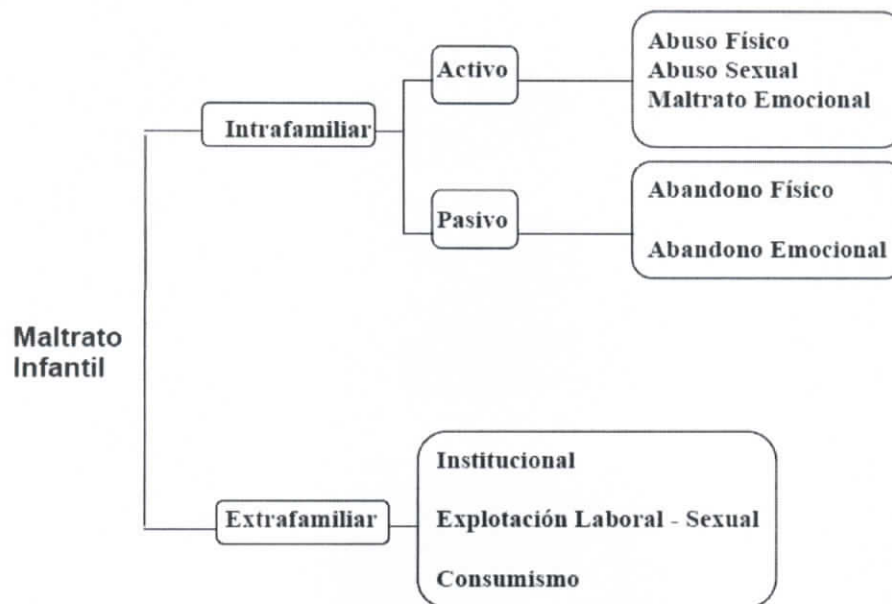 Maltrato
Infantil
Intrafamiliar
Activo
Abuso Físico
Abuso Sexual
Maltrato Emocional
Pasivo
Abandono Físico
Abandono Emocional
Extrafamiliar
Institucional
Explotación Laboral - Sexual
Consumismo